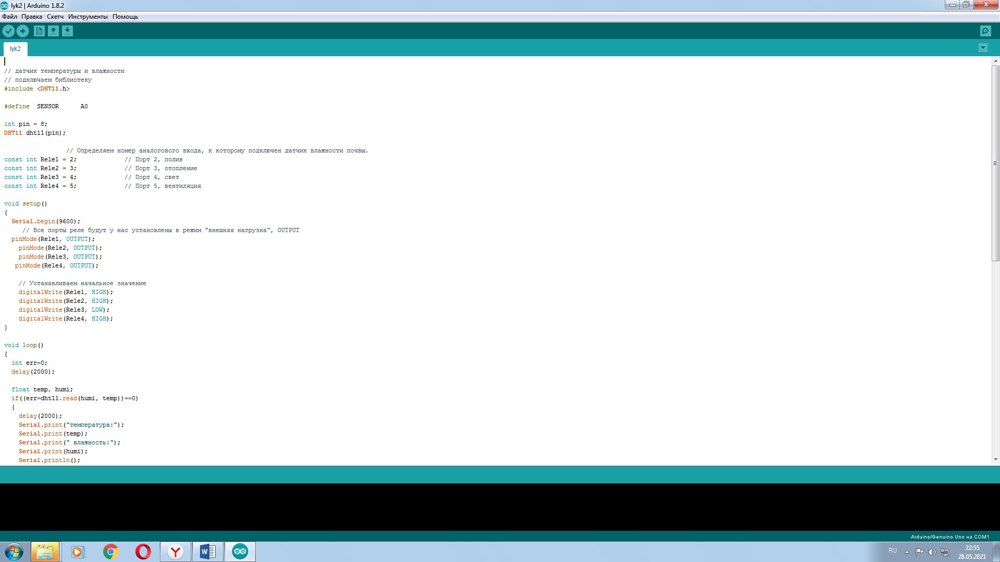 lyk2 | Arduino 1.8.2
Файл Правка Скетч Инструменты Помощь
lyk2
// датчик температуры и влажности
// подключаем библиотеку
#include <DHT11.h>
#define  SENSOR      A0
int pin = 8;
DHT11 dht11(pin);
// Определяем номер аналогового входа, к которому подключен датчик влажности почвы.
const int Rele1 = 2;             // Порт 2, полив
const int Rele2 = 3;             // Порт 3, отопление
const int Rele3 = 4;             // Порт 4, свет
const int Rele4 = 5;             // Порт 5, вентиляция
void setup()
{
  Serial.begin(9600);
     // Все порты реле будут у нас установлены в режим "внешняя нагрузка", OUTPUT
  pinMode(Rele1, OUTPUT);
    pinMode(Rele2, OUTPUT);
    pinMode(Rele3, OUTPUT);
   pinMode(Rele4, OUTPUT);
    // Устанавливаем начальное значение
    digitalWrite(Rele1, HIGH);
    digitalWrite(Rele2, HIGH);
    digitalWrite(Rele3, LOW);
    digitalWrite(Rele4, HIGH);
}
void loop()
{
  int err=0;
  delay(2000);
  float temp, humi;
  if((err=dht11.read(humi, temp))==0)
  {
    delay(2000);
    Serial.print("температура:");
    Serial.print(temp);
    Serial.print(" влажность:");
    Serial.print(humi);
    Serial.println();
Arduino/Genuino Uno на COM1
RU
22:55
28.05.2021